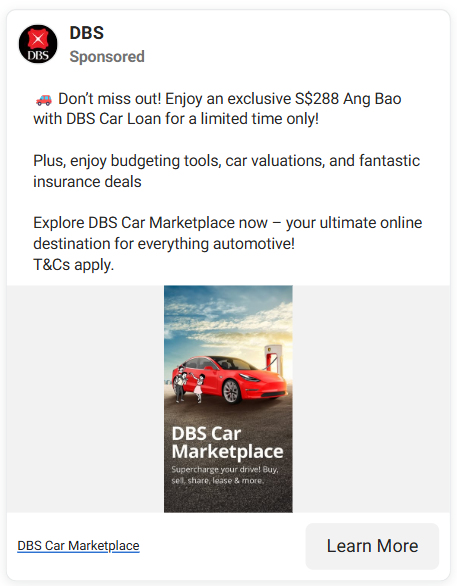 DBS
Sponsored
DBS
🚗 Don’t miss out! Enjoy an exclusive S$288 Ang Bao
with DBS Car Loan for a limited time only!
Plus, enjoy budgeting tools, car valuations, and fantastic
insurance deals
Explore DBS Car Marketplace now – your ultimate online
destination for everything automotive!
T&Cs apply.
DBS Car
Marketplace
Supercharge your drive! Buy,
sell, share, lease & more.
DBS Car Marketplace
Learn More